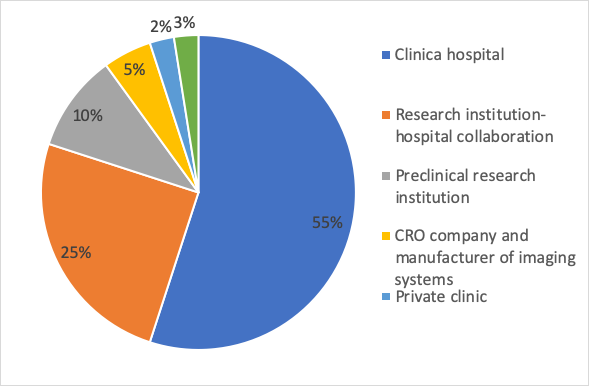 2%
3%
5%
10%
25%
55%
Clinica hospital
Research institution-
hospital collaboration
Preclinical research
institution
CRO company and
manufacturer of imaging
systems
Private clinic